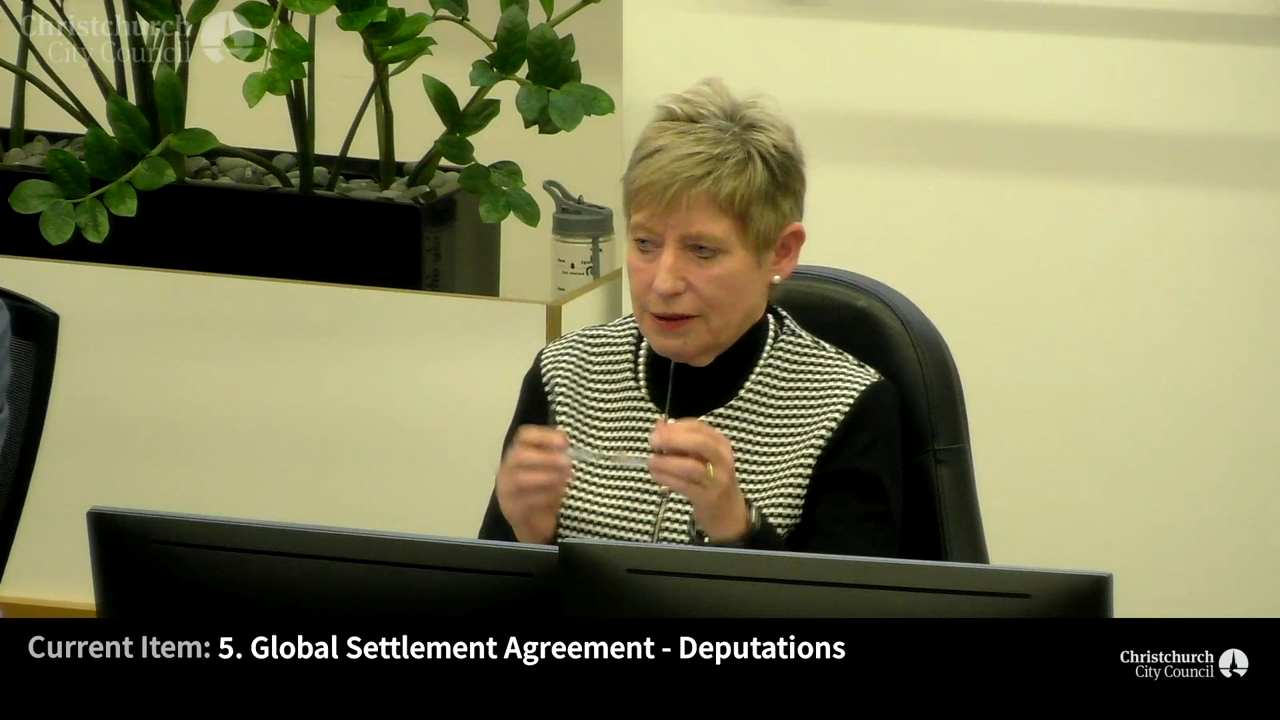 Christchurch
City Council
Current Item: 5. Global Settlement Agreement - Deputations
Christchurch
City Council